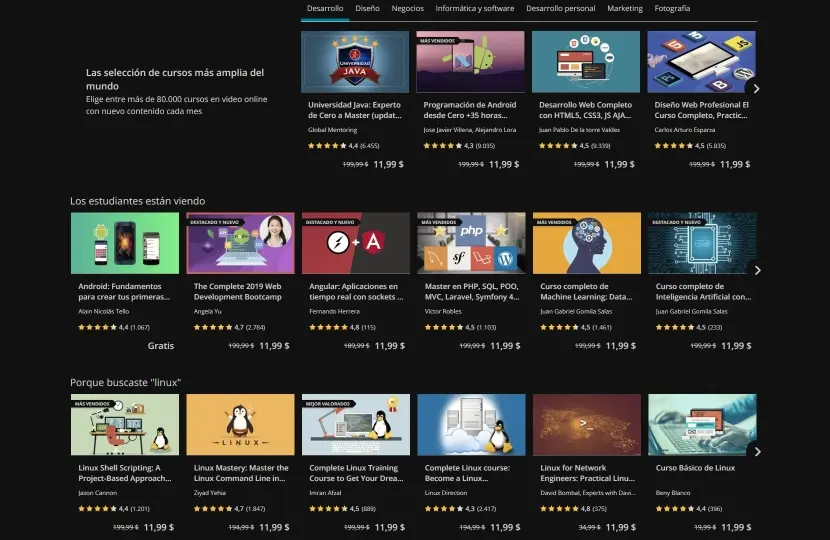 Desarrollo Diseño Negocios Informática y software Desarrollo personal Marketing Fotografía
Las selección de cursos más amplia del
mundo
Elige entre más de 80.000 cursos en video online
con nuevo contenido cada mes
UNIVERSIDAD
JAVA
Universidad Java: Experto
de Cero a Master (updat...
Global Mentoring
4,4 (6.455)
199,99 $ 11,99 $
MÁS VENDIDOS
Programación de Android
desde Cero +35 horas...
Jose Javier Villena, Alejandro Lora
4,3 (9.035)
199,99 $ 11,99 $
Desarrollo Web Completo
con HTML5, CSS3, JS AJA...
Juan Pablo De la torre Valdez
4,5 (9.339)
199,99 $ 11,99 $
Diseño Web Profesional El
Curso Completo, Practic...
Carlos Arturo Esparza
4,5 (5.835)
199,99 $ 11,99 $
Los estudiantes están viendo
Android: Fundamentos
para crear tus primeras...
Alain Nicolás Tello
4,4 (1.067)
Gratis
DESTACADO Y NUEVO
The Complete 2019 Web
Development Bootcamp
Angela Yu
4,7 (2.784)
199,99 $ 11,99 $
DESTACADO Y NUEVO
Angular: Aplicaciones en
tiempo real con sockets ...
Fernando Herrera
4,8 (115)
189,99 $ 11,99 $
MÁS VENDIDOS
php
Master en PHP, SQL, POO,
MVC, Laravel, Symfony 4...
Víctor Robles
4,5 (1.103)
199,99 $ 11,99 $
MÁS VENDIDOS
Curso completo de
Machine Learning: Data...
Juan Gabriel Gomila Salas
4,5 (1.461)
199,99 $ 11,99 $
DESTACADO Y NUEVO
Curso completo de
Inteligencia Artificial con...
Juan Gabriel Gomila Salas
4,5 (233)
199,99 $ 11,99 $
Porque buscaste "linux"
MÁS VENDIDOS
Linux Shell Scripting: A
Project-Based Approach...
Jason Cannon
4,4 (1.201)
199,99 $ 11,99 $
LINUX
Linux Mastery: Master the
Linux Command Line in...
Ziyad Yehia
4,7 (1.847)
194,99 $ 11,99 $
MEJOR VALORADOS
Complete Linux Training
Course to Get Your Drea...
Imran Afzal
4,5 (889)
199,99 $ 11,99 $
Complete Linux course:
Become a Linux...
Linux Direction
4,3 (2.417)
194,99 $ 11,99 $
>_
Linux for Network
Engineers: Practical Linu...
David Bombal, Experts with Davi...
4,8 (375)
34,99 $ 11,99 $
Curso Básico de Linux
Beny Blanco
4,4 (396)
19,99 $ 11,99 $